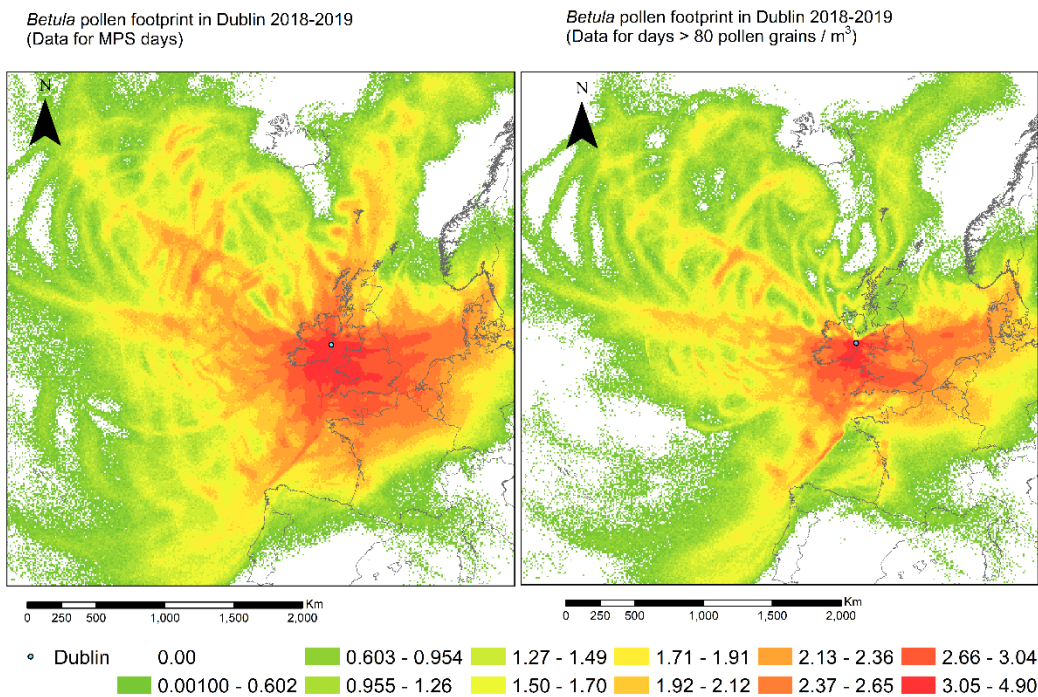 Betula pollen footprint in Dublin 2018-2019
(Data for MPS days)
Betula pollen footprint in Dublin 2018-2019
(Data for days > 80 pollen grains / m³)
N
N
Km
0 250 500 1,000 1,500 2,000
Km
0 250 500 1,000 1,500 2,000
Dublin 0.00 0.603 - 0.954 1.27 - 1.49 1.71 - 1.91 2.13 - 2.36 2.66 - 3.04
0.00100 - 0.602 0.955 - 1.26 1.50 - 1.70 1.92 - 2.12 2.37 - 2.65 3.05 - 4.90